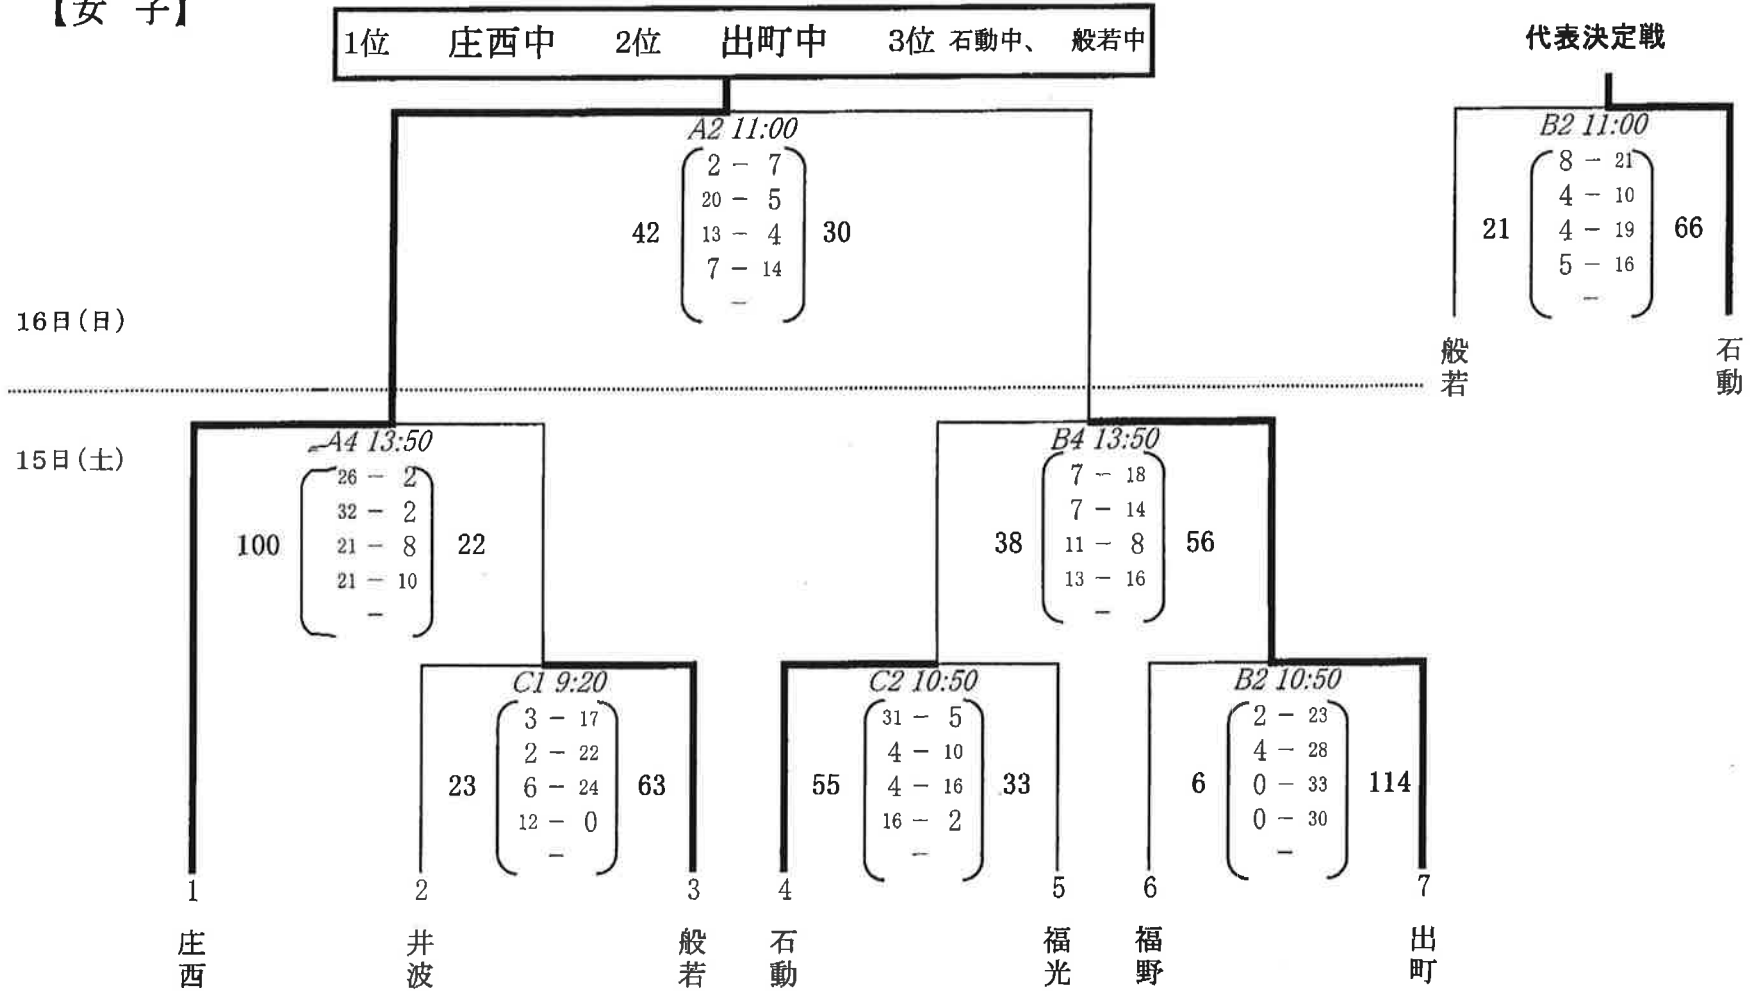 【女 子】
1位 庄西中 2位 出町中 3位 石動中、 般若中
代表決定戦
A2 11:00
2 - 7
20 - 5
42 13 - 4 30
7 - 14
-
B2 11:00
8 - 21
4 - 10
21 4 - 19 66
5 - 16
-
般若
石動
16日(日)
15日(土)
A4 13:50
26 - 2
32 - 2
100 21 - 8 22
21 - 10
-
B4 13:50
7 - 18
7 - 14
38 11 - 8 56
13 - 16
-
C1 9:20
3 - 17
2 - 22
23 6 - 24 63
12 - 0
-
C2 10:50
31 - 5
4 - 10
55 4 - 16 33
16 - 2
-
B2 10:50
2 - 23
4 - 28
6 0 - 33 114
0 - 30
-
1 2 3 4 5 6 7
庄西
井波
般若
石動
福光
福野
出町